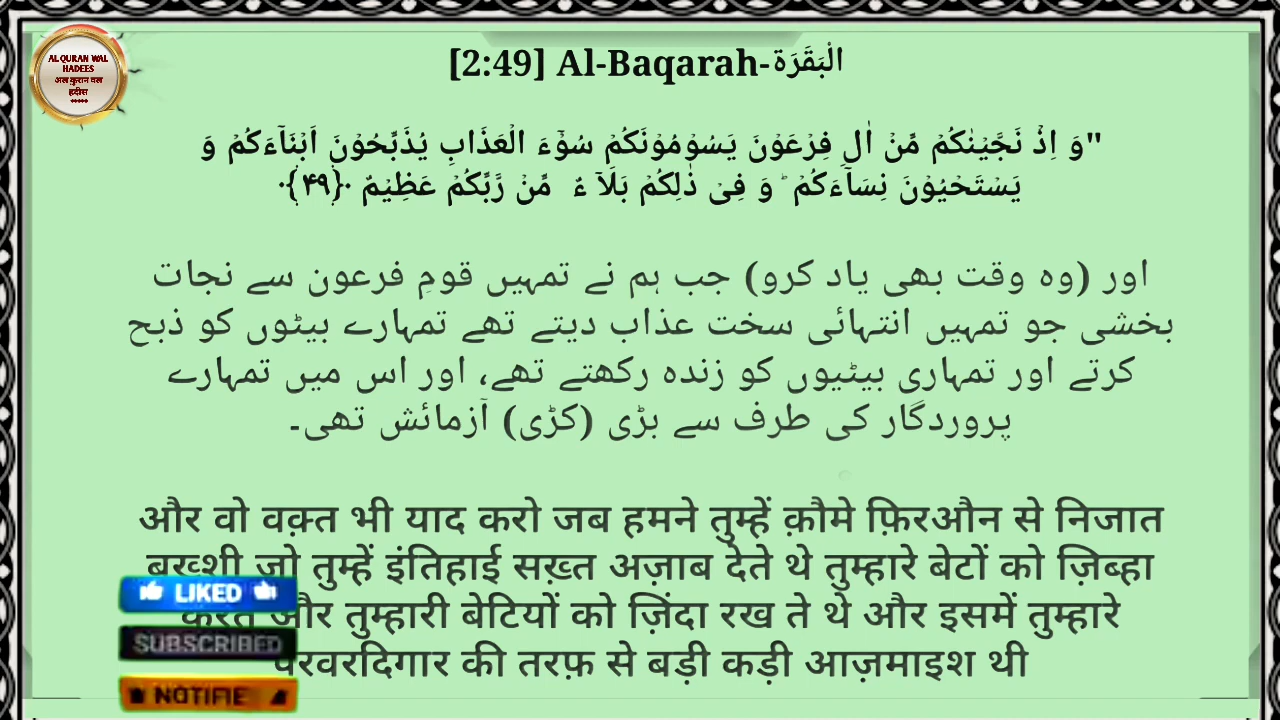 AL QURAN WAL
HADEES
अल क़ुरान वल
हदीस
[2:49] Al-Baqarah-الْبَقَرَة
"وَ اِذۡ نَجَّيۡنٰكُمۡ مِّنۡ اٰلِ فِرۡعَوۡنَ يَسُوۡمُوۡنَكُمۡ سُوۡٓءَ الۡعَذَابِ يُذَبِّحُوۡنَ اَبۡنَآءَكُمۡ وَ
يَسۡتَحۡيُوۡنَ نِسَآءَكُمۡ ؕ وَ فِىۡ ذٰلِكُمۡ بَلَآ ءٌ مِّنۡ رَّبِّكُمۡ عَظِيۡمٌ ﴿۴۹﴾
اور (وہ وقت بھی یاد کرو) جب ہم نے تمہیں قومِ فرعون سے نجات
بخشی جو تمہیں انتہائی سخت عذاب دیتے تھے تمہارے بیٹوں کو ذبح
کرتے اور تمہاری بیٹیوں کو زندہ رکھتے تھے، اور اس میں تمہارے
پروردگار کی طرف سے بڑی (کڑی) آزمائش تھی۔
और वो वक़्त भी याद करो जब हमने तुम्हें क़ौमे फ़िरऔन से निजात
बख्शी जो तुम्हें इंतिहाई सख़्त अज़ाब देते थे तुम्हारे बेटों को ज़िब्हा
करते और तुम्हारी बेटियों को ज़िंदा रख ते थे और इसमें तुम्हारे
परवरदिगार की तरफ़ से बड़ी कड़ी आज़माइश थी
LIKED
SUBSCRIBED
NOTIFIE